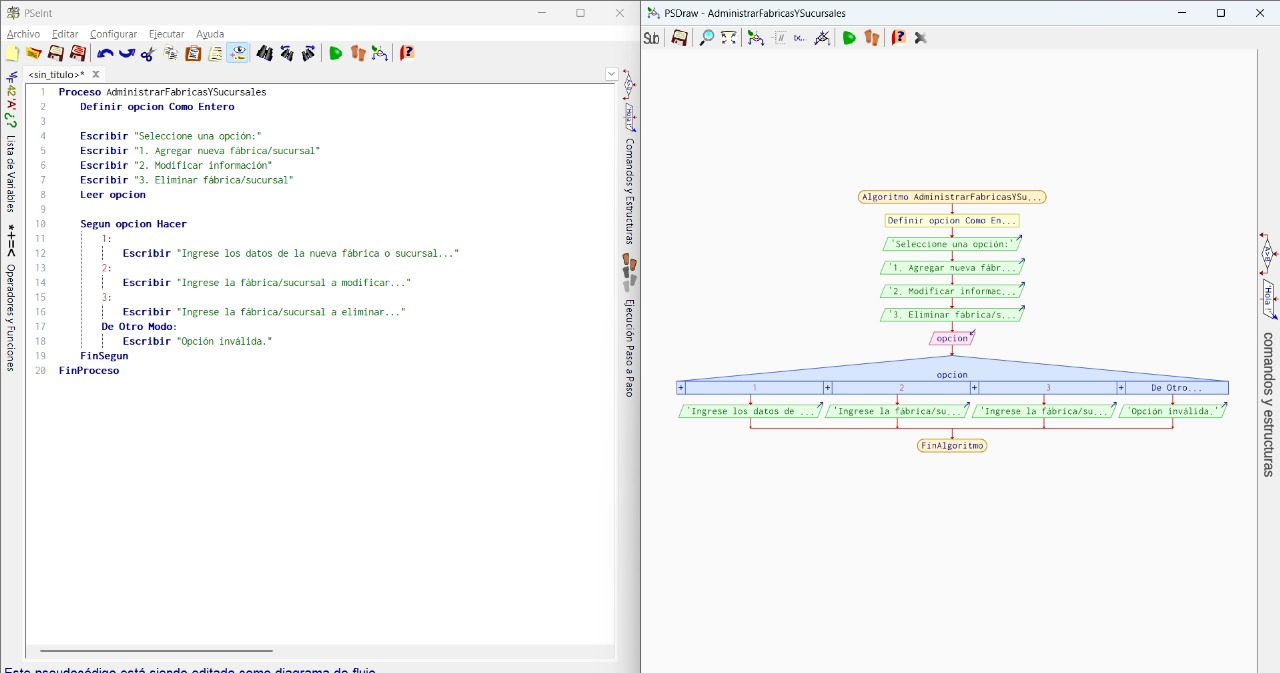 PSeInt
Archivo Editar Configurar Ejecutar Ayuda
<sin_titulo>* X
Lista de Variables
*+=< Operadores y Funciones
1 Proceso AdministrarFabricasYSucursales
2 Definir opcion Como Entero
3
4 Escribir "Seleccione una opción:"
5 Escribir "1. Agregar nueva fábrica/sucursal"
6 Escribir "2. Modificar información"
7 Escribir "3. Eliminar fábrica/sucursal"
8 Leer opcion
9
10 Segun opcion Hacer
11 1:
12 Escribir "Ingrese los datos de la nueva fábrica o sucursal..."
13 2:
14 Escribir "Ingrese la fábrica/sucursal a modificar..."
15 3:
16 Escribir "Ingrese la fábrica/sucursal a eliminar..."
17 De Otro Modo:
18 Escribir "Opción inválida."
19 FinSegun
20 FinProceso
Comandos y Estructuras
Ejecución Paso a Paso
Este pseudocódigo está siendo editado como diagrama de flujo
PSDraw - AdministrarFabricasYSucursales
Sub
Algoritmo AdministrarFabricasYSu...
Definir opcion Como En...
'Seleccione una opción:'
'1. Agregar nueva fábr...
'2. Modificar informac...
'3. Eliminar fábrica/s...
opcion
opcion
+ 1 + 2 + 3 + De Otro...
'Ingrese los datos de ... 'Ingrese la fábrica/su... 'Ingrese la fábrica/su... 'Opción inválida.'
FinAlgoritmo
A>B
'Hola !'
comandos y estructuras